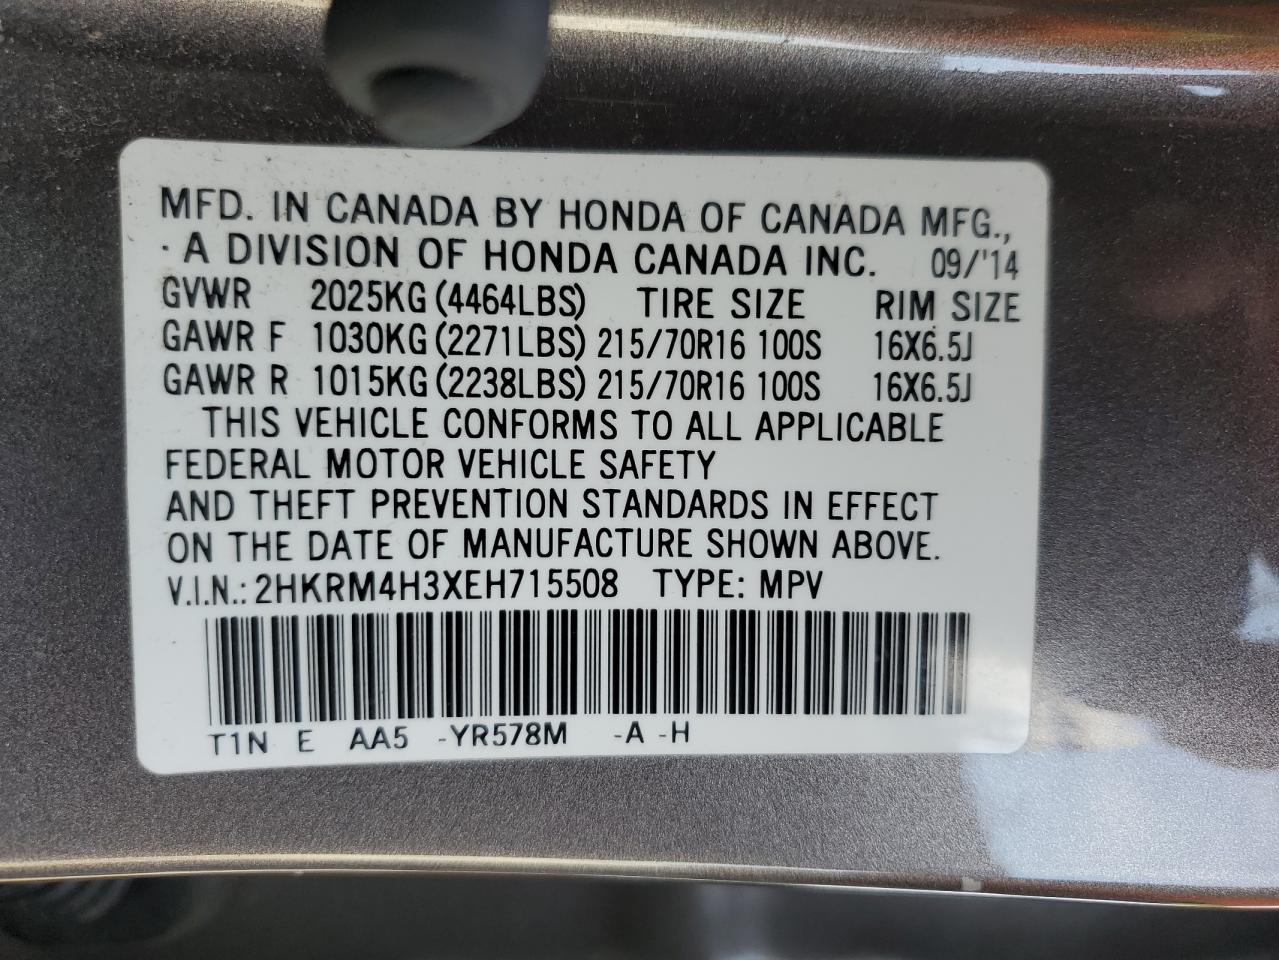 MFD. IN CANADA BY HONDA OF CANADA MFG.,
· A DIVISION OF HONDA CANADA INC. 09/'14
GVWR 2025KG (4464LBS) TIRE SIZE RIM SIZE
GAWR F 1030KG (2271LBS) 215/70R16 100S 16X6.5J
GAWR R 1015KG (2238LBS) 215/70R16 100S 16X6.5J
THIS VEHICLE CONFORMS TO ALL APPLICABLE
FEDERAL MOTOR VEHICLE SAFETY
AND THEFT PREVENTION STANDARDS IN EFFECT
ON THE DATE OF MANUFACTURE SHOWN ABOVE.
V.I.N.: 2HKRM4H3XEH715508 TYPE: MPV
T1N E AA5 -YR578M -A -H